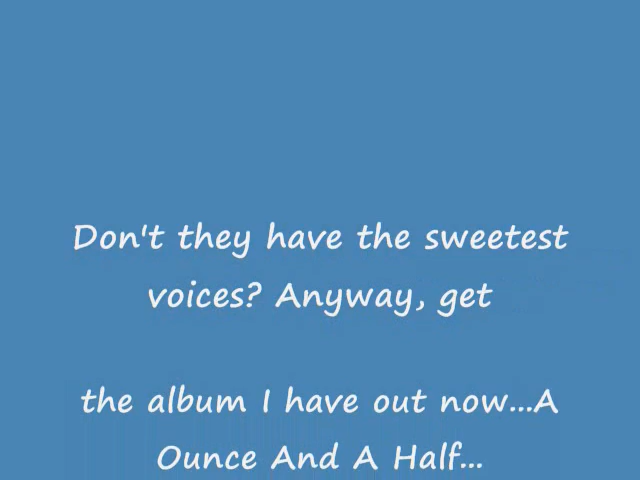 Don't they have the sweetest
voices? Anyway, get
the album I have out now...A
Ounce And A Half...